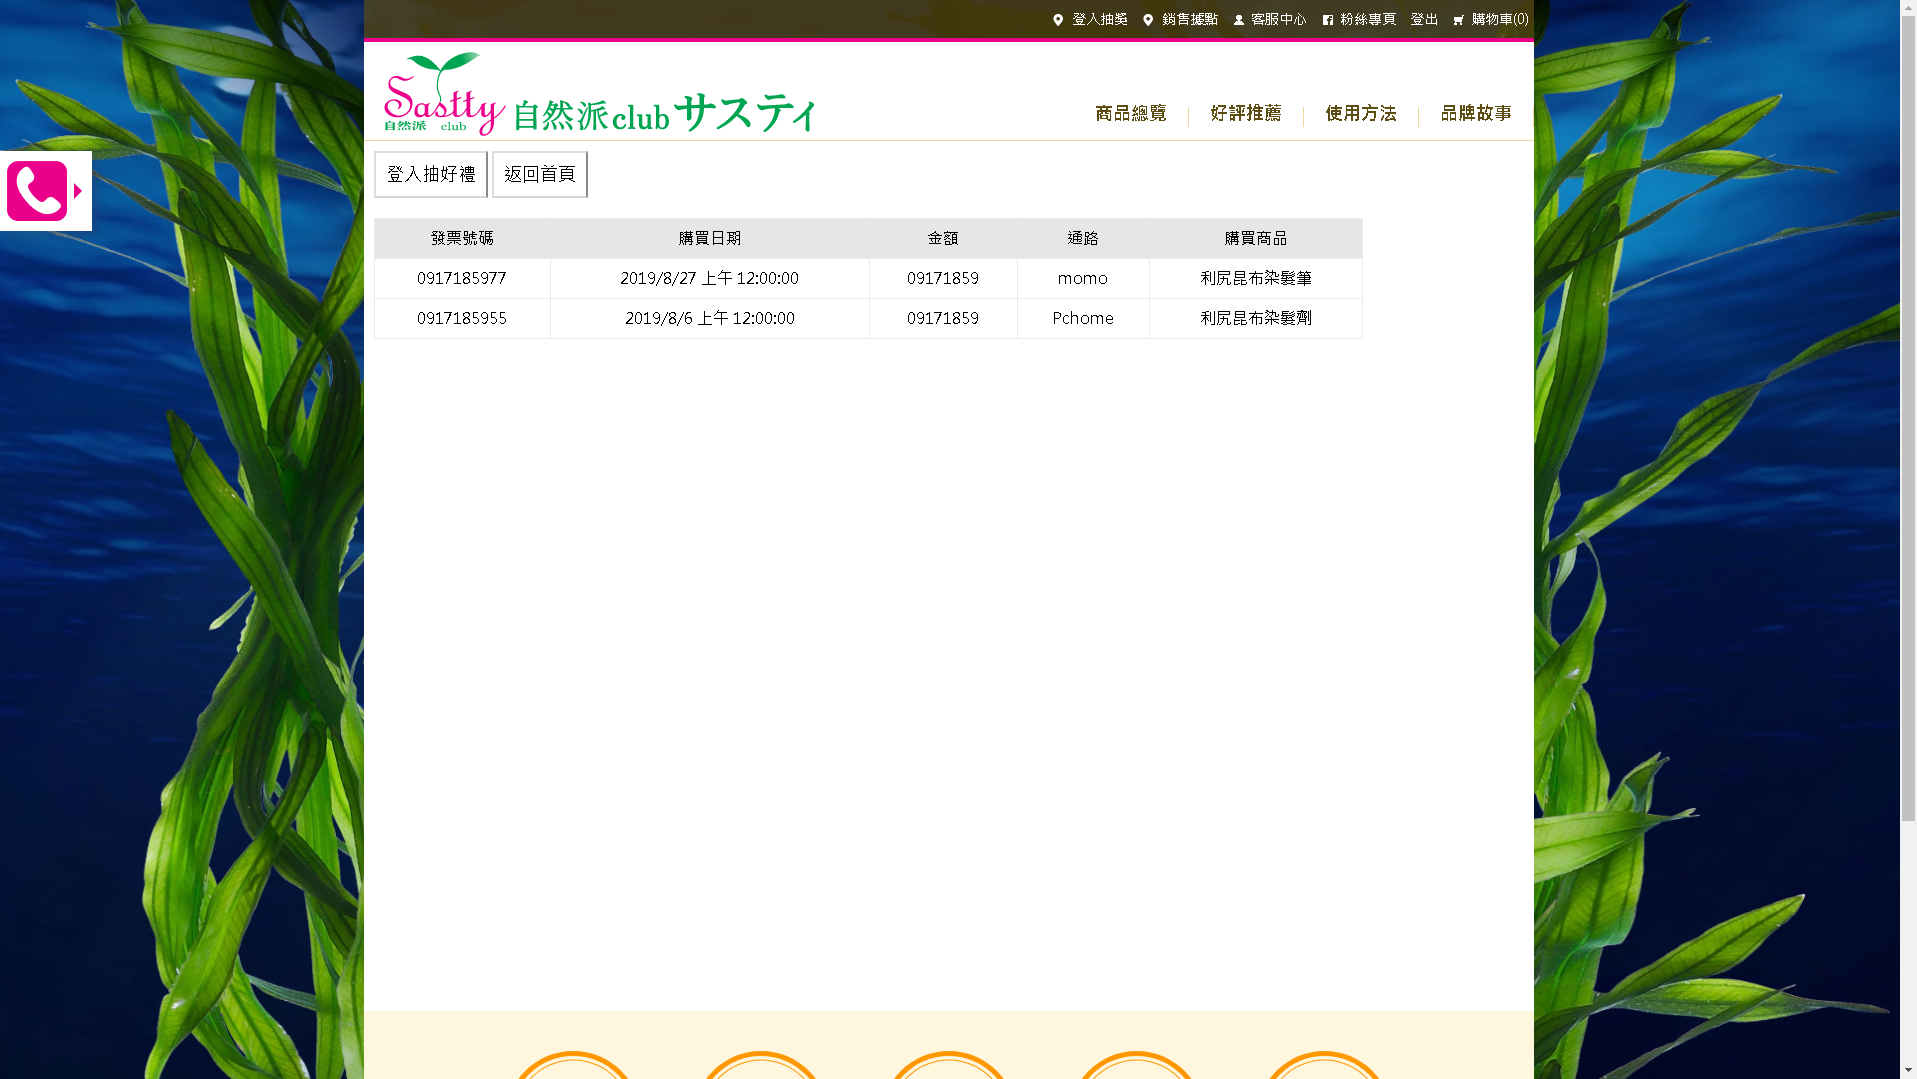 登入抽獎 銷售據點 客服中心 粉絲專頁 登出 購物車(0)
Sastty 自然派 club
自然派club サスティ
商品總覽 好評推薦 使用方法 品牌故事
登入抽好禮 返回首頁
發票號碼 購買日期 金額 通路 購買商品
0917185977 2019/8/27 上午 12:00:00 09171859 momo 利尻昆布染髮筆
0917185955 2019/8/6 上午 12:00:00 09171859 Pchome 利尻昆布染髮劑